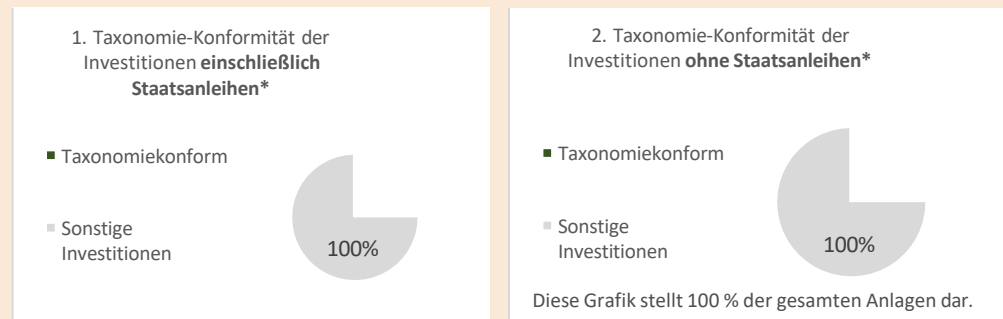 1. Taxonomie-Konformität der
Investitionen einschließlich
Staatsanleihen*
Taxonomiekonform
Sonstige
Investitionen
100%
2. Taxonomie-Konformität der
Investitionen ohne Staatsanleihen*
Taxonomiekonform
Sonstige
Investitionen
100%
Diese Grafik stellt 100 % der gesamten Anlagen dar.